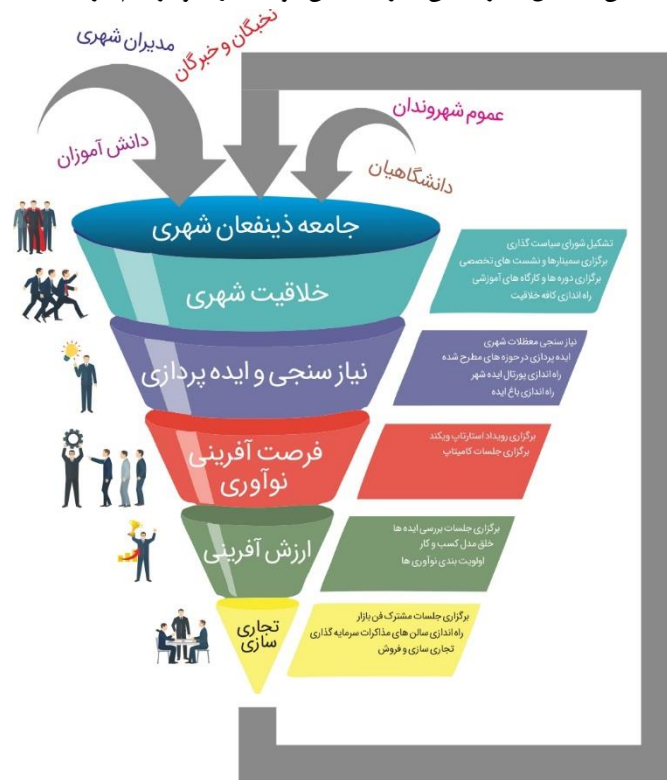 مدیران شهری
نخبگان و خبرگان
دانش آموزان
عموم شهروندان
دانشگاهیان
جامعه ذینفعان شهری
خلاقیت شهری
تشکیل شورای سیاست گذاری
برگزاری سمینارها و نشست های تخصصی
برگزاری دوره ها و کارگاه های آموزشی
راه اندازی کافه خلاقیت
نیاز سنجی و ایده پردازی
نیاز سنجی معظلات شهری
ایده پردازی در حوزه های مطرح شده
راه اندازی پورتال ایده شهر
راه اندازی باغ ایده
فرصت آفرینی
نوآوری
برگزاری رویداد استارتاپ ویکند
برگزاری جلسات کامیتاپ
ارزش آفرینی
برگزاری جلسات بررسی ایده ها
خلق مدل کسب و کار
اولویت بندی نوآوری ها
تجاری
سازی
برگزاری جلسات مشترک فن بازار
راه اندازی سالن های مذاکرات سرمایه گذاری
تجاری سازی و فروش